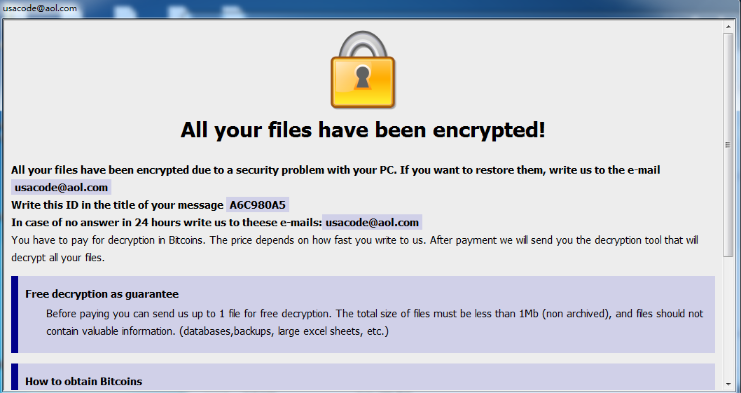 usacode@aol.com
All your files have been encrypted!
All your files have been encrypted due to a security problem with your PC. If you want to restore them, write us to the e-mail
usacode@aol.com
Write this ID in the title of your message A6C980A5
In case of no answer in 24 hours write us to theese e-mails: usacode@aol.com
You have to pay for decryption in Bitcoins. The price depends on how fast you write to us. After payment we will send you the decryption tool that will
decrypt all your files.
Free decryption as guarantee
Before paying you can send us up to 1 file for free decryption. The total size of files must be less than 1Mb (non archived), and files should not
contain valuable information. (databases,backups, large excel sheets, etc.)
How to obtain Bitcoins